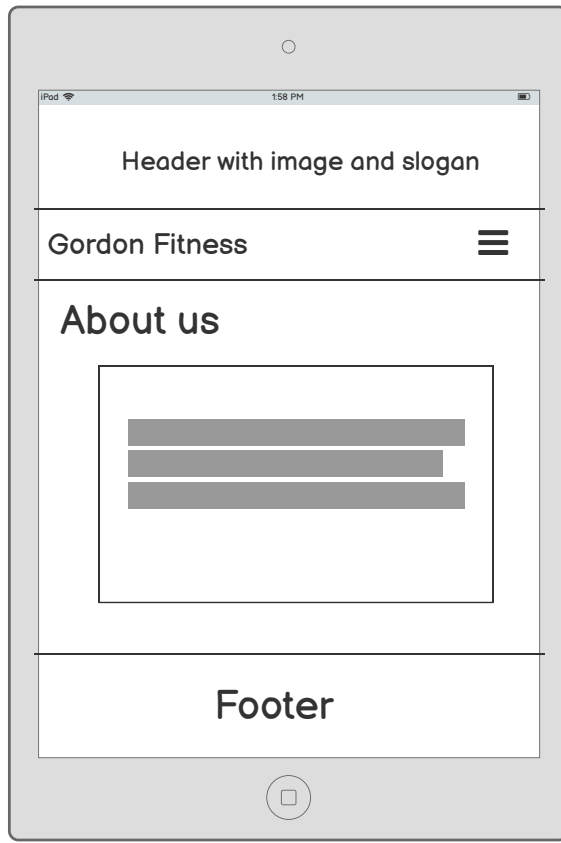 iPad 1:58 PM
Header with image and slogan
Gordon Fitness
About us
Footer